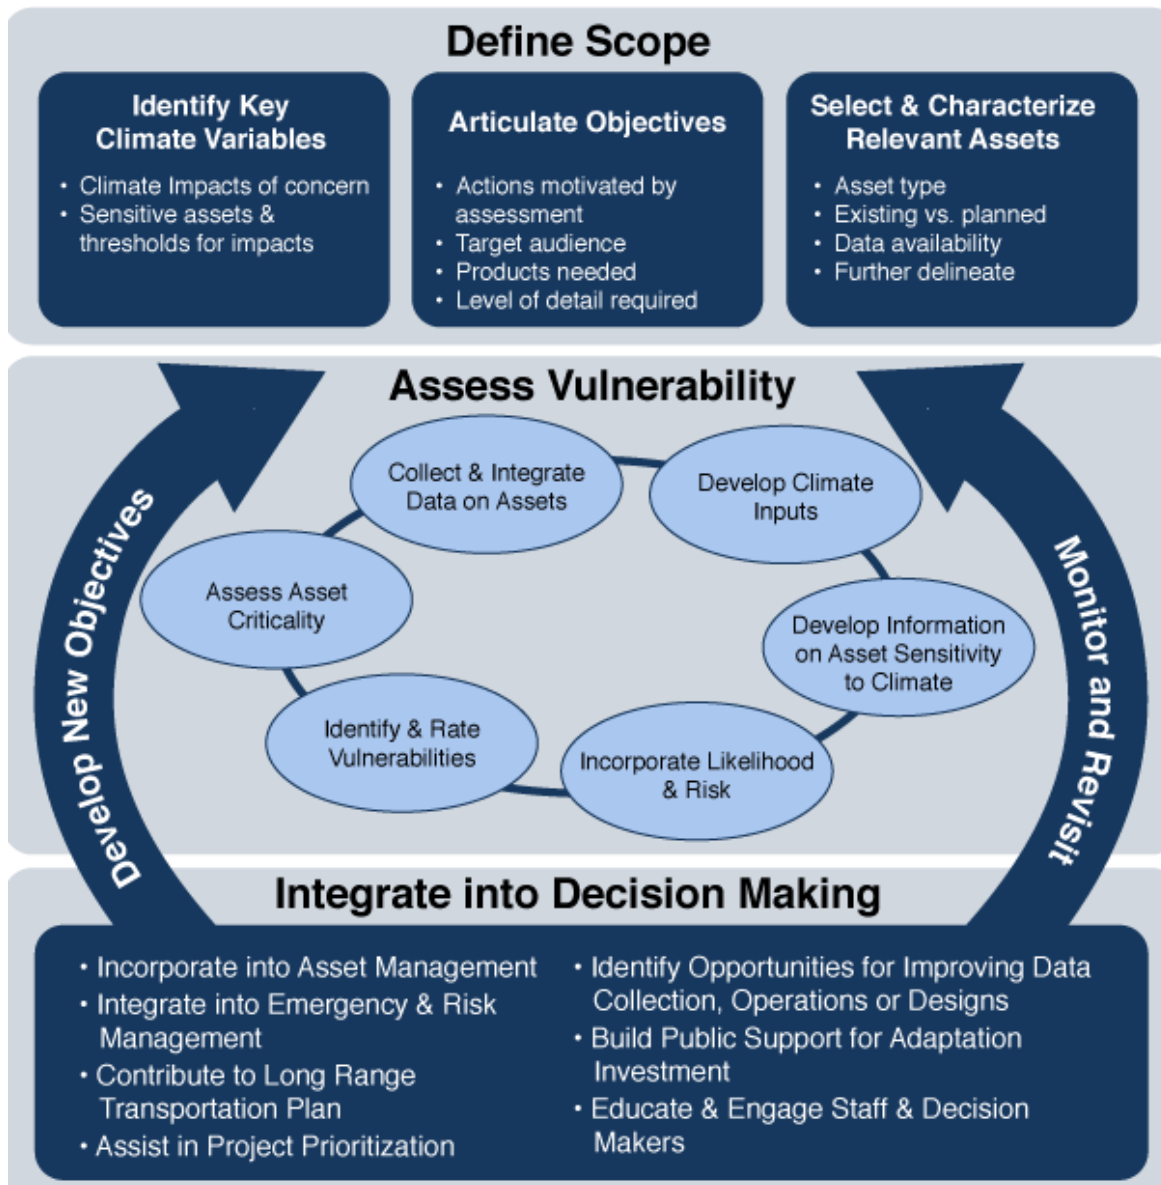 Define Scope
Identify Key
Climate Variables
• Climate Impacts of concern
• Sensitive assets &
thresholds for impacts
Articulate Objectives
• Actions motivated by
assessment
• Target audience
• Products needed
• Level of detail required
Select & Characterize
Relevant Assets
• Asset type
• Existing vs. planned
• Data availability
• Further delineate
Assess Vulnerability
Collect & Integrate
Data on Assets
Develop Climate
Inputs
Assess Asset
Criticality
Develop Information
on Asset Sensitivity
to Climate
Identify & Rate
Vulnerabilities
Incorporate Likelihood
& Risk
Develop New Objectives
Monitor and Revisit
Integrate into Decision Making
• Incorporate into Asset Management
• Integrate into Emergency & Risk
Management
• Contribute to Long Range
Transportation Plan
• Assist in Project Prioritization
• Identify Opportunities for Improving Data
Collection, Operations or Designs
• Build Public Support for Adaptation
Investment
• Educate & Engage Staff & Decision
Makers